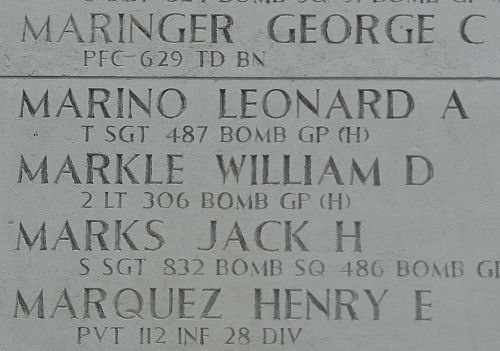 MARINGER GEORGE C
PFC 629 TD BN
MARINO LEONARD A
T SGT 487 BOMB GP (H)
MARKLE WILLIAM D
2 LT 306 BOMB GP (H)
MARKS JACK H
S SGT 832 BOMB SQ 486 BOMB GP
MARQUEZ HENRY E
PVT 112 INF 28 DIV